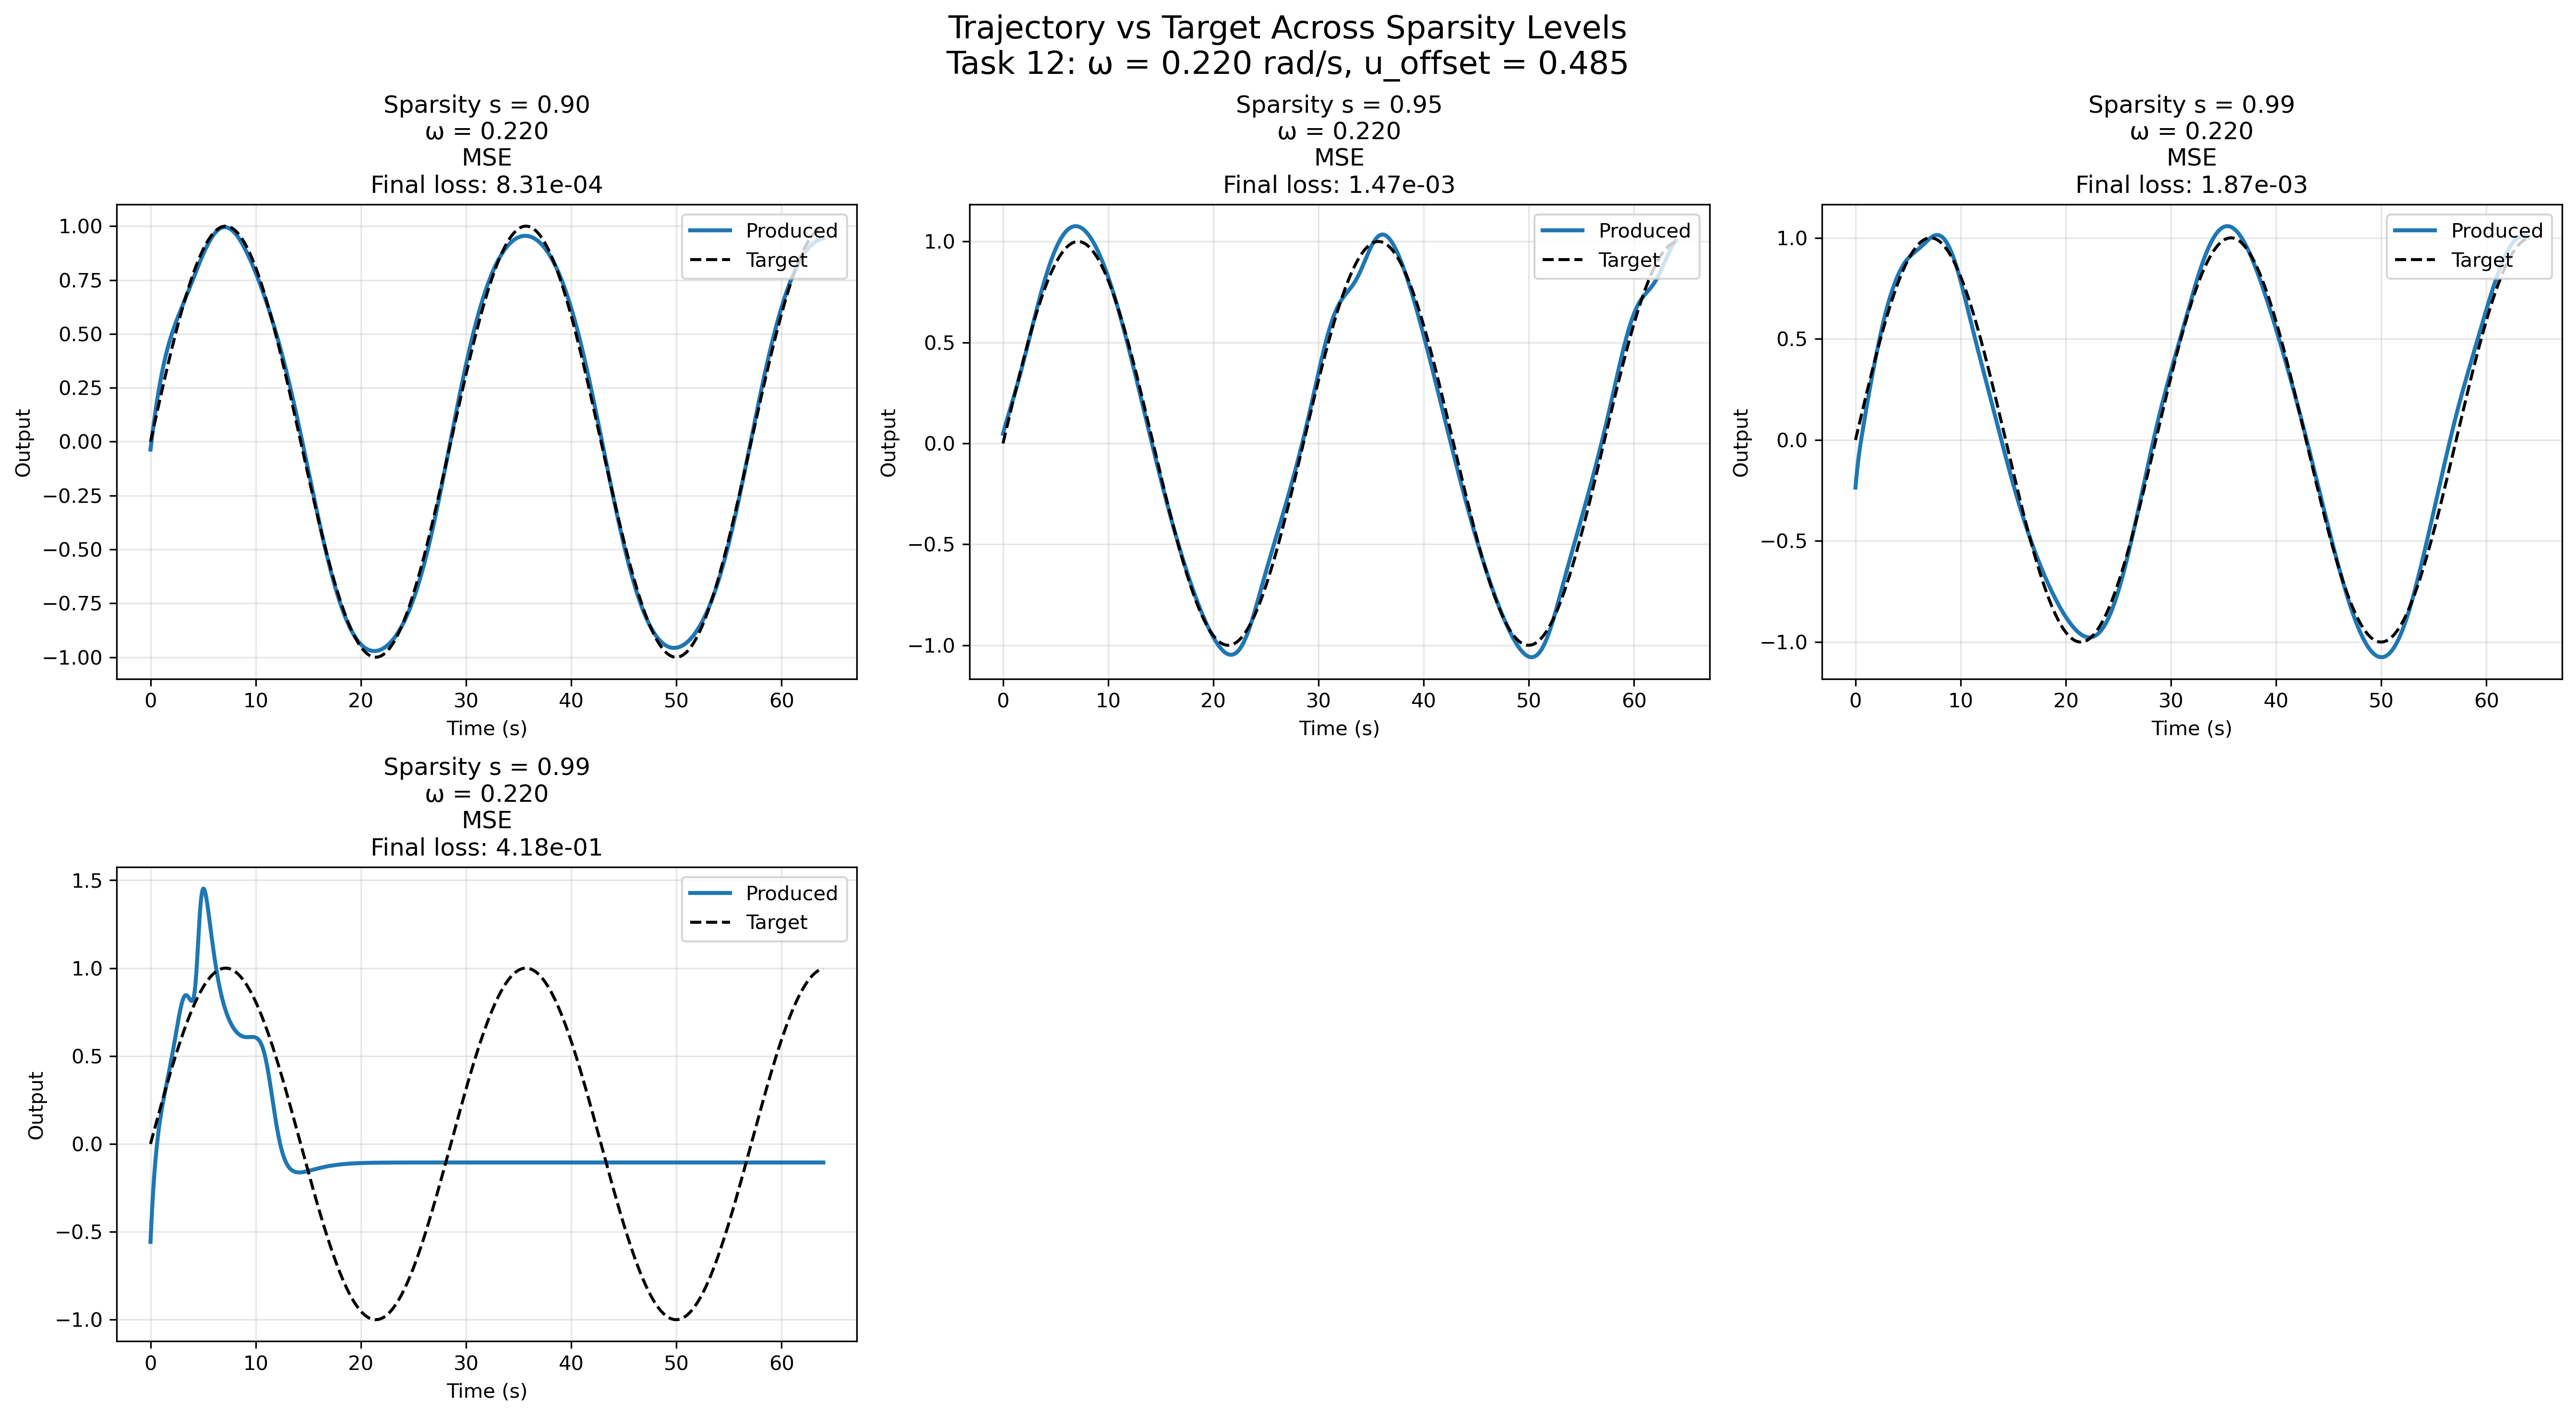 Trajectory vs Target Across Sparsity Levels
Task 12: ω = 0.220 rad/s, u_offset = 0.485
Sparsity s = 0.90
ω = 0.220
MSE
Final loss: 8.31e-04
Output
1.00
0.75
0.50
0.25
0.00
−0.25
−0.50
−0.75
−1.00
Produced
Target
0 10 20 30 40 50 60
Time (s)
Sparsity s = 0.95
ω = 0.220
MSE
Final loss: 1.47e-03
Output
1.0
0.5
0.0
−0.5
−1.0
Produced
Target
0 10 20 30 40 50 60
Time (s)
Sparsity s = 0.99
ω = 0.220
MSE
Final loss: 1.87e-03
Output
1.0
0.5
0.0
−0.5
−1.0
Produced
Target
0 10 20 30 40 50 60
Time (s)
Sparsity s = 0.99
ω = 0.220
MSE
Final loss: 4.18e-01
Output
1.5
1.0
0.5
0.0
−0.5
−1.0
Produced
Target
0 10 20 30 40 50 60
Time (s)